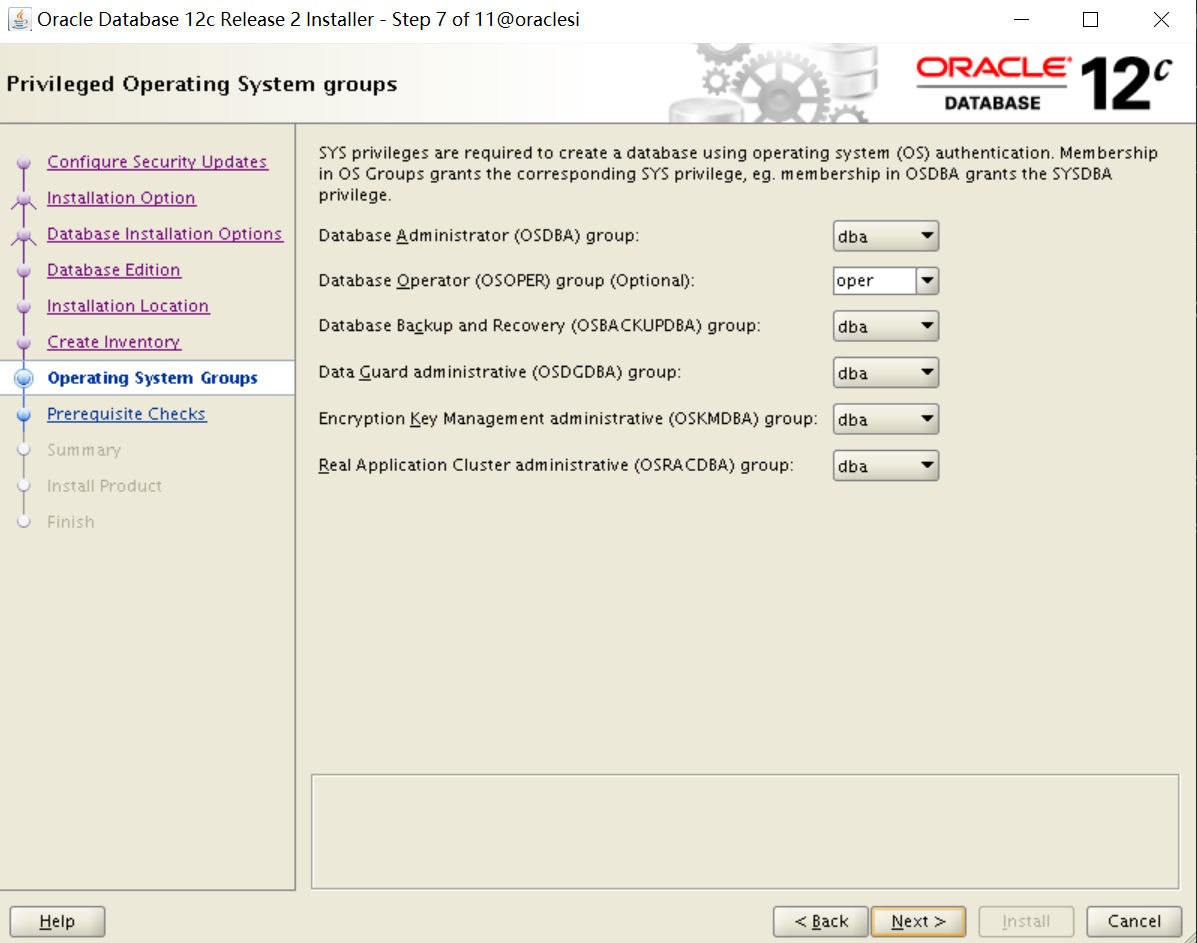 Oracle Database 12c Release 2 Installer - Step 7 of 11@oraclesi
Privileged Operating System groups
ORACLE
DATABASE
12c
Configure Security Updates
Installation Option
Database Installation Options
Database Edition
Installation Location
Create Inventory
Operating System Groups
Prerequisite Checks
Summary
Install Product
Finish
SYS privileges are required to create a database using operating system (OS) authentication. Membership
in OS Groups grants the corresponding SYS privilege, eg. membership in OSDBA grants the SYSDBA
privilege.
Database Administrator (OSDBA) group: dba
Database Operator (OSOPER) group (Optional): oper
Database Backup and Recovery (OSBACKUPDBA) group: dba
Data Guard administrative (OSDGDBA) group: dba
Encryption Key Management administrative (OSKMDBA) group: dba
Real Application Cluster administrative (OSRACDBA) group: dba
Help < Back Next > Install Cancel